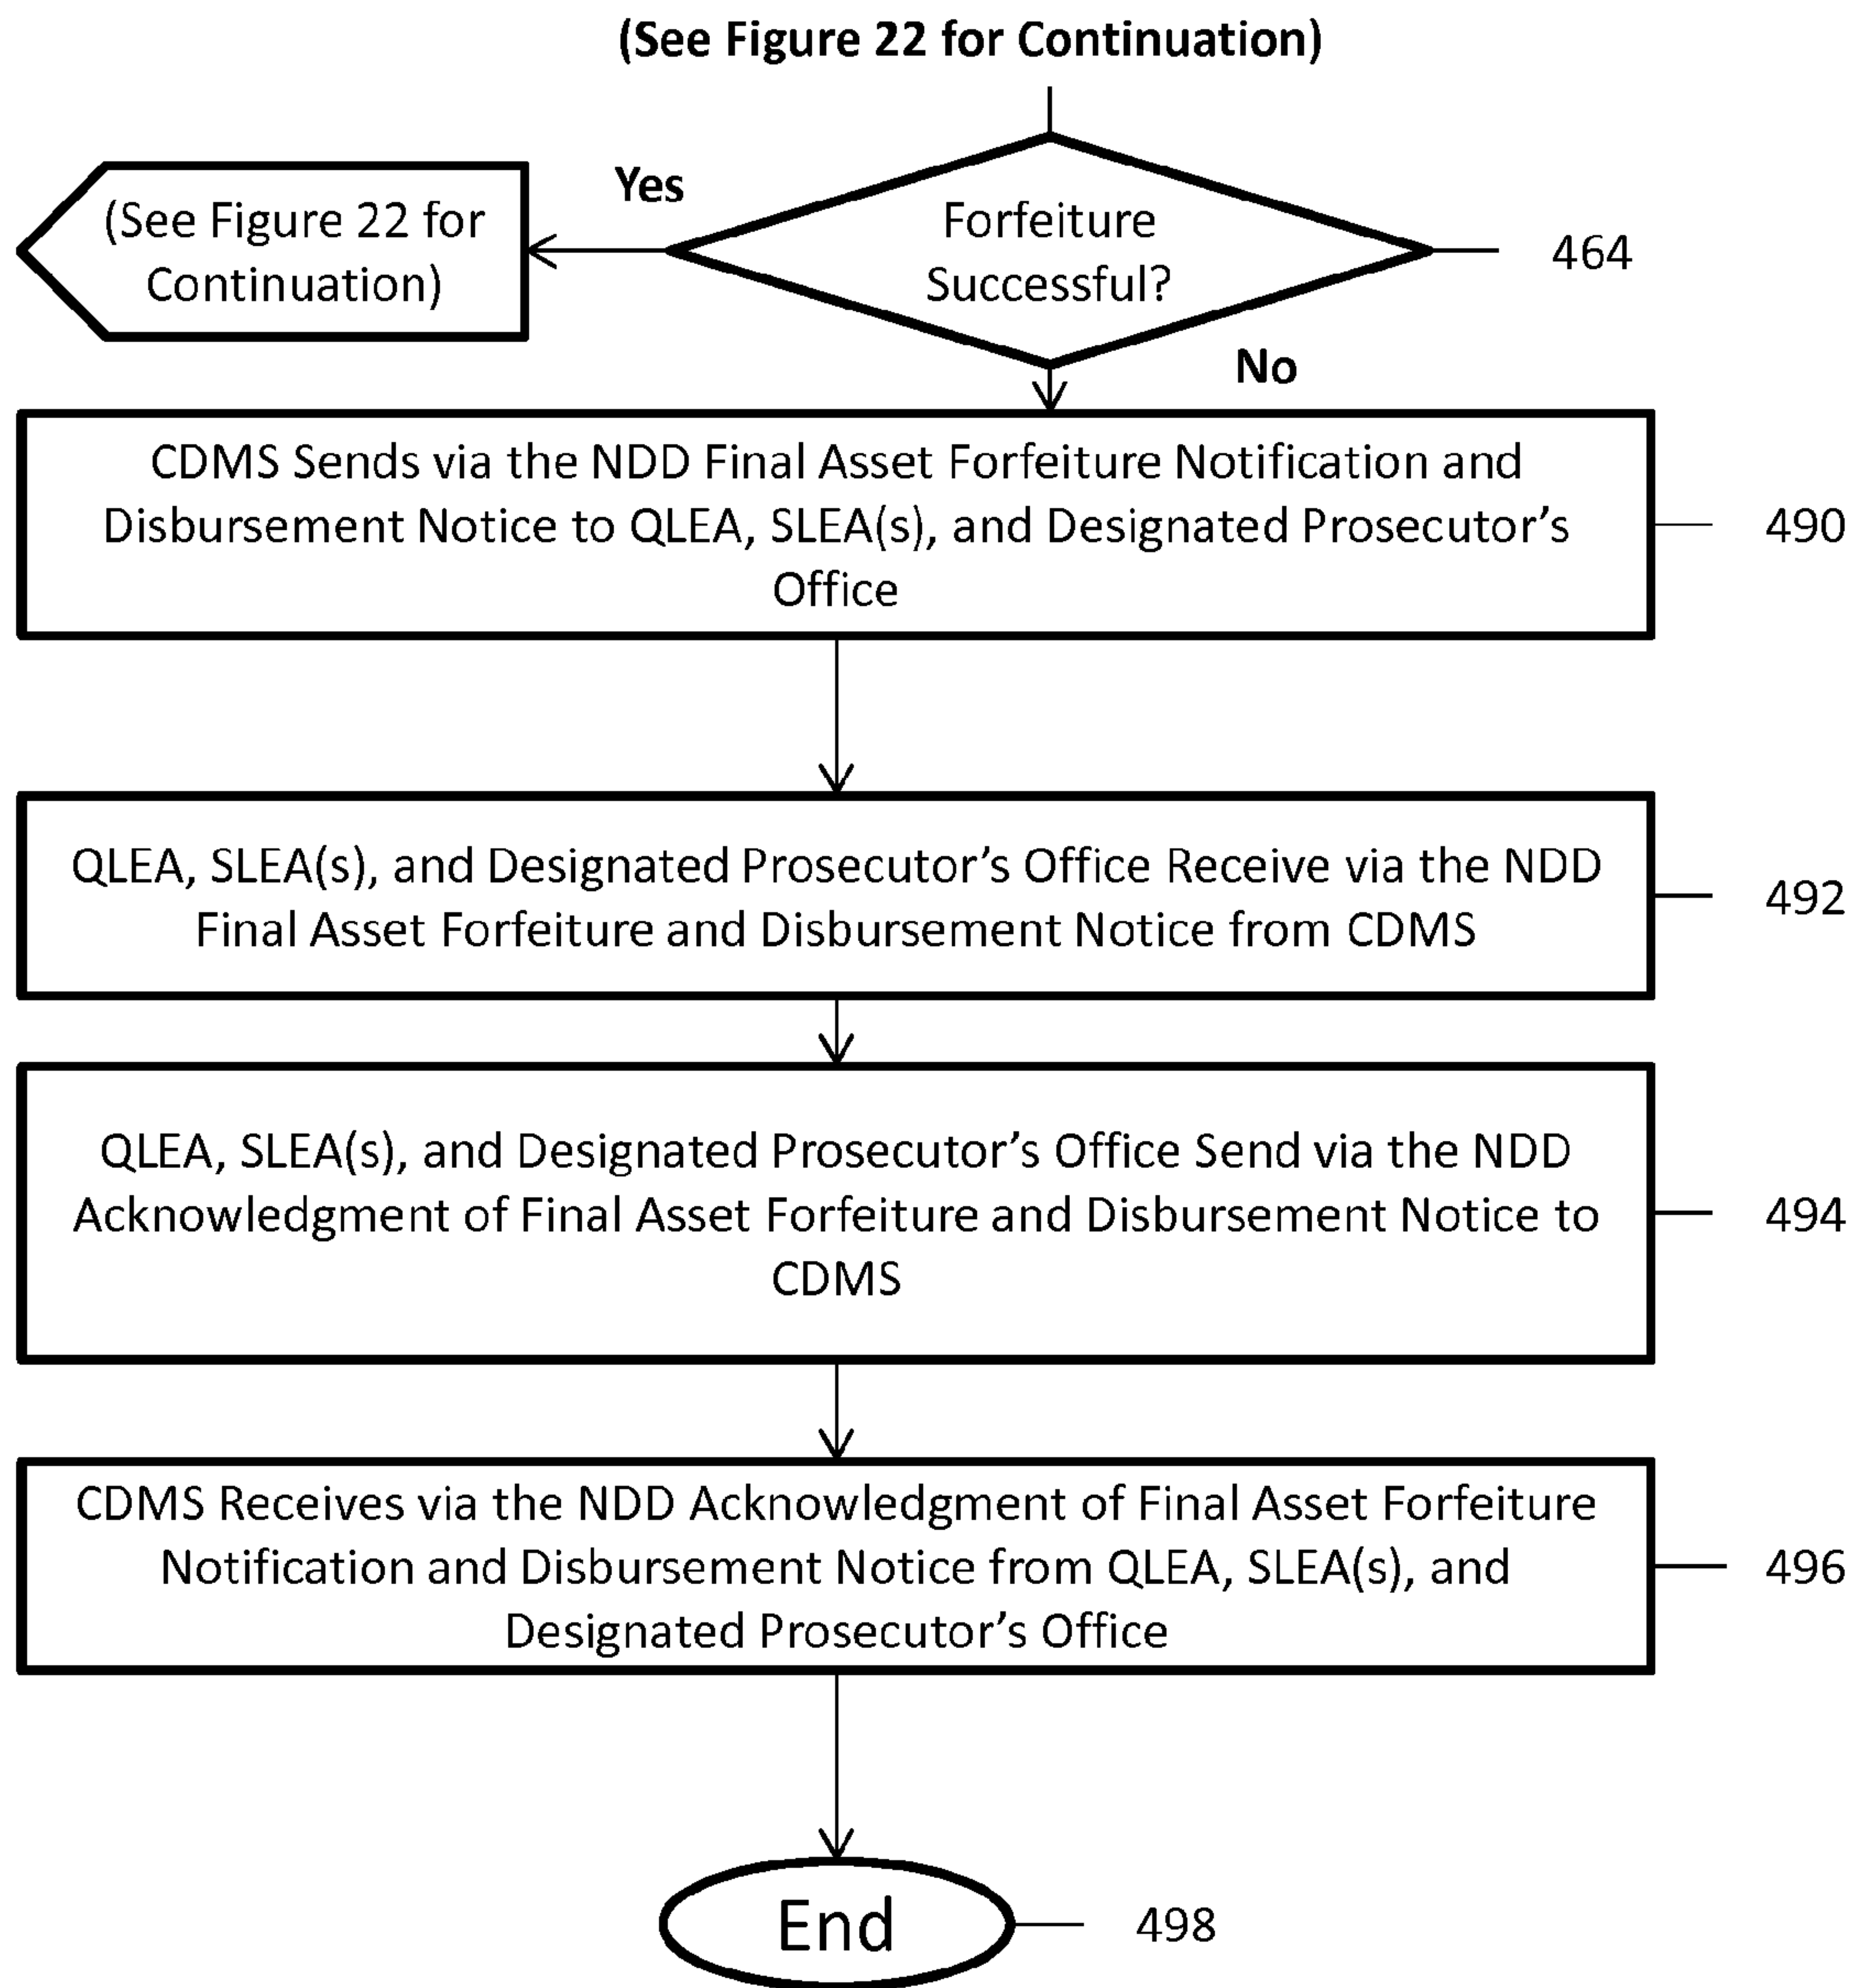 (See Figure 22 for Continuation)
Yes
(See Figure 22 for
Continuation)
Forfeiture
Successful?
464
No
CDMS Sends via the NDD Final Asset Forfeiture Notification and
Disbursement Notice to QLEA, SLEA(s), and Designated Prosecutor’s
Office
490
QLEA, SLEA(s), and Designated Prosecutor’s Office Receive via the NDD
Final Asset Forfeiture and Disbursement Notice from CDMS
492
QLEA, SLEA(s), and Designated Prosecutor’s Office Send via the NDD
Acknowledgment of Final Asset Forfeiture and Disbursement Notice to
CDMS
494
CDMS Receives via the NDD Acknowledgment of Final Asset Forfeiture
Notification and Disbursement Notice from QLEA, SLEA(s), and
Designated Prosecutor’s Office
496
End
498